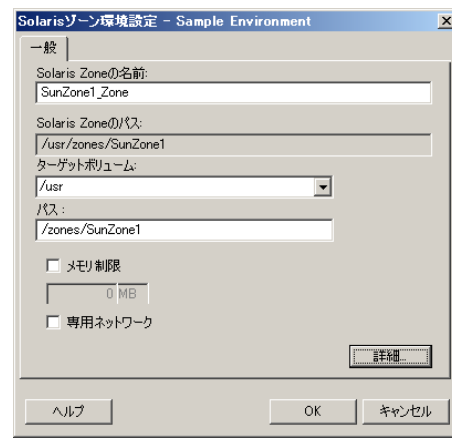 Solarisゾーン環境設定 - Sample Environment
一般
Solaris Zoneの名前:
SunZone1_Zone
Solaris Zoneのパス:
/usr/zones/SunZone1
ターゲットボリューム:
/usr
パス:
/zones/SunZone1
メモリ制限
0 MB
専用ネットワーク
詳細...
ヘルプ OK キャンセル